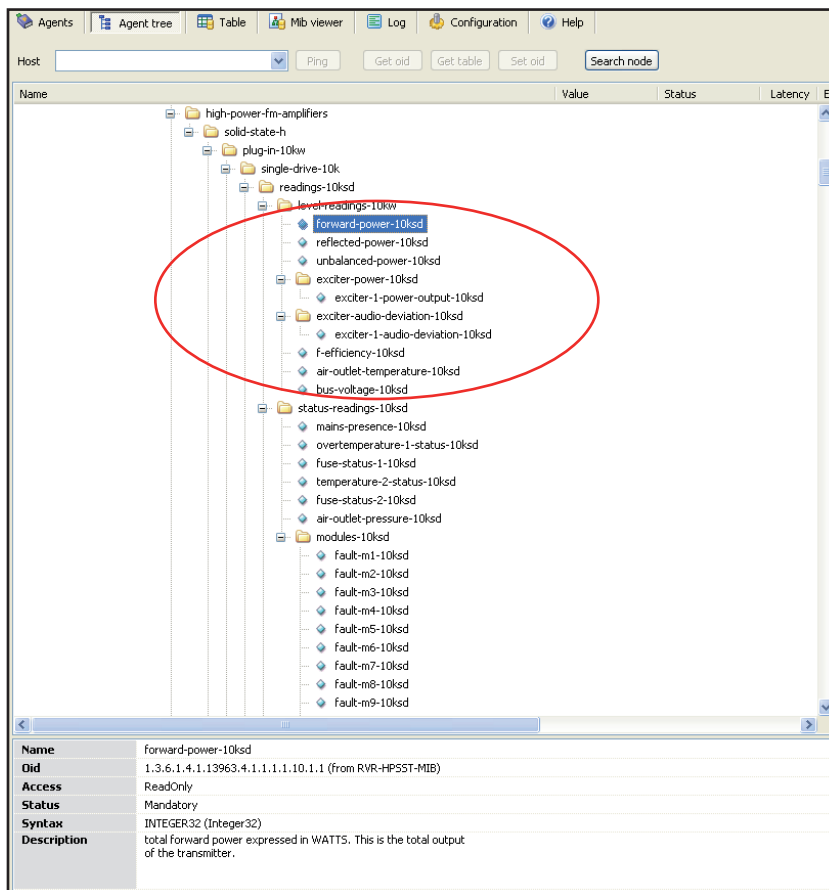 Agents Agent tree Table Mib viewer Log Configuration Help
Host Ping Get oid Get table Set oid Search node
Name Value Status Latency E
high-power-fm-amplifiers
solid-state-h
plug-in-10kw
single-drive-10k
readings-10ksd
level-readings-10kw
forward-power-10ksd
reflected-power-10ksd
unbalanced-power-10ksd
exciter-power-10ksd
exciter-1-power-output-10ksd
exciter-audio-deviation-10ksd
exciter-1-audio-deviation-10ksd
f-efficiency-10ksd
air-outlet-temperature-10ksd
bus-voltage-10ksd
status-readings-10ksd
mains-presence-10ksd
overtemperature-1-status-10ksd
fuse-status-1-10ksd
temperature-2-status-10ksd
fuse-status-2-10ksd
air-outlet-pressure-10ksd
modules-10ksd
fault-m1-10ksd
fault-m2-10ksd
fault-m3-10ksd
fault-m4-10ksd
fault-m5-10ksd
fault-m6-10ksd
fault-m7-10ksd
fault-m8-10ksd
fault-m9-10ksd
Name forward-power-10ksd
Oid 1.3.6.1.4.1.13963.4.1.1.1.1.10.1.1 (from RVR-HPSST-MIB)
Access ReadOnly
Status Mandatory
Syntax INTEGER32 (Integer32)
Description total forward power expressed in WATTS. This is the total output
of the transmitter.